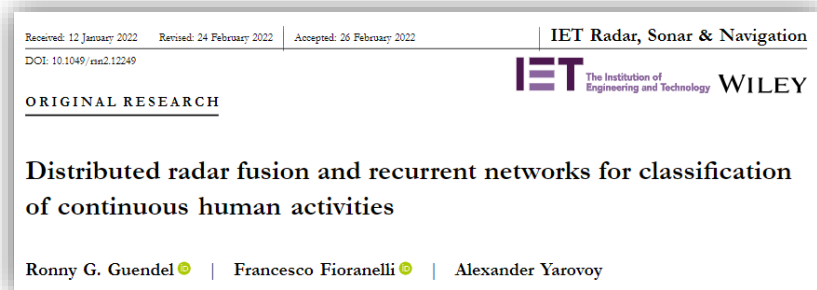 Received: 12 January 2022 Revised: 24 February 2022 Accepted: 26 February 2022
IET Radar, Sonar & Navigation
DOI: 10.1049/rsn2.12249
IET The Institution of
Engineering and Technology WILEY
ORIGINAL RESEARCH
Distributed radar fusion and recurrent networks for classification
of continuous human activities
Ronny G. Guendel | Francesco Fioranelli | Alexander Yarovoy